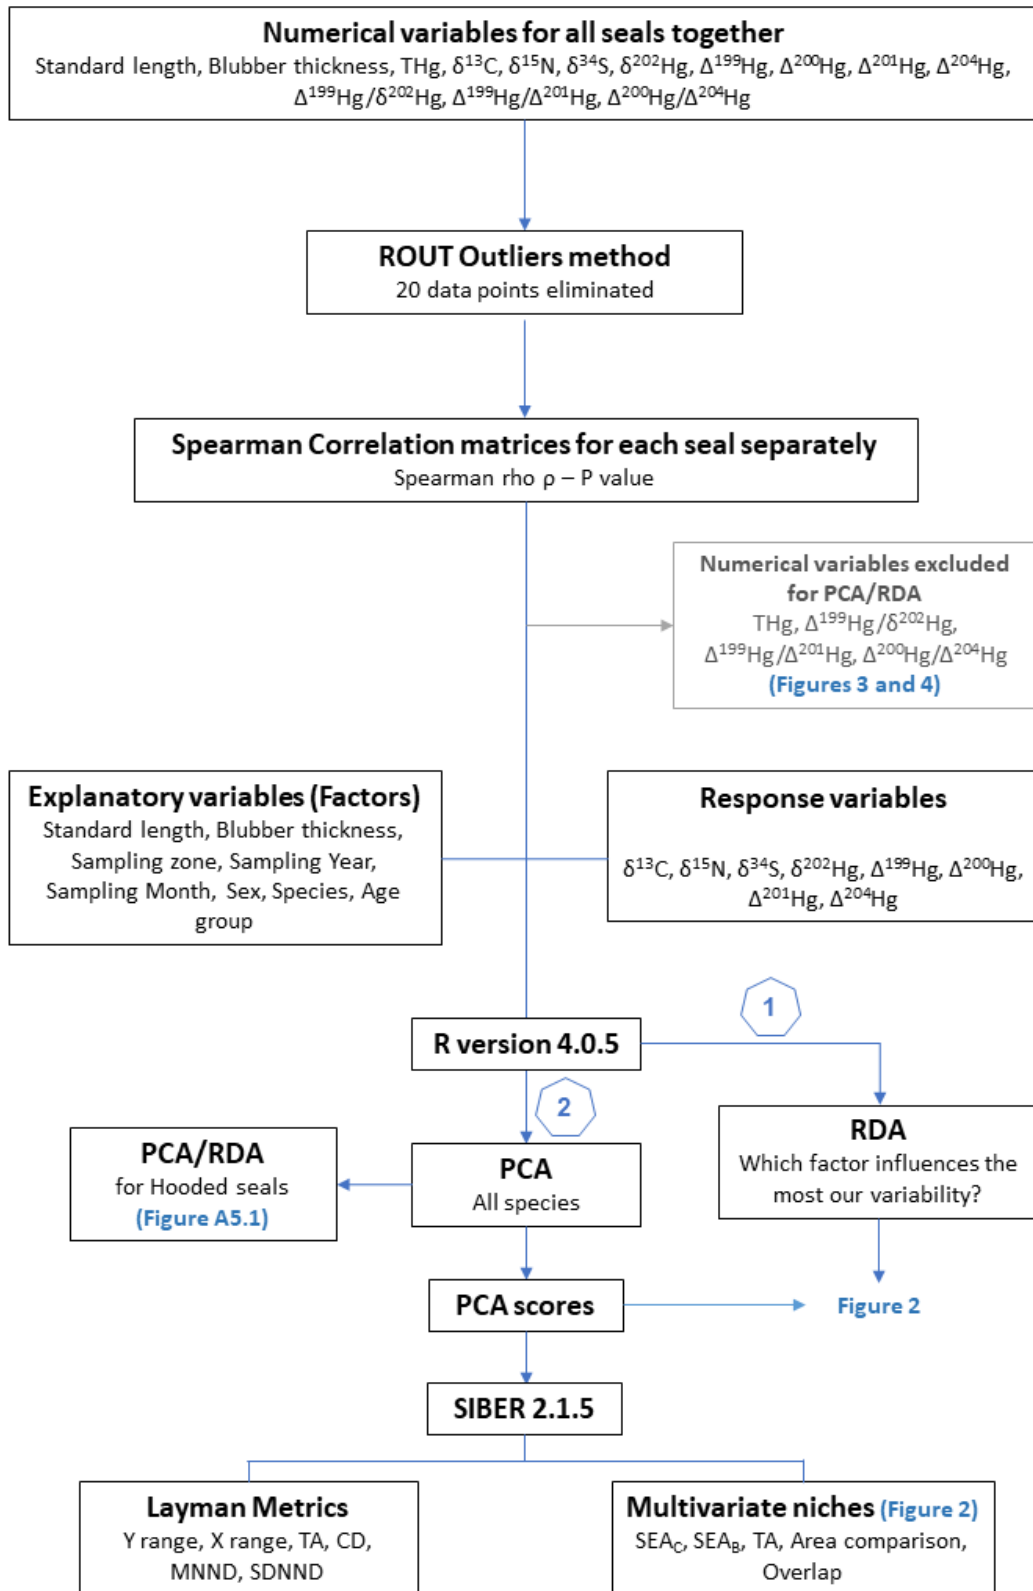 Numerical variables for all seals together
Standard length, Blubber thickness, THg, δ¹³C, δ¹⁵N, δ³⁴S, δ²⁰²Hg, Δ¹⁹⁹Hg, Δ²⁰⁰Hg, Δ²⁰¹Hg, Δ²⁰⁴Hg,
Δ¹⁹⁹Hg/δ²⁰²Hg, Δ¹⁹⁹Hg/Δ²⁰¹Hg, Δ²⁰⁰Hg/Δ²⁰⁴Hg
ROUT Outliers method
20 data points eliminated
Spearman Correlation matrices for each seal separately
Spearman rho ρ – P value
Numerical variables excluded
for PCA/RDA
THg, Δ¹⁹⁹Hg/δ²⁰²Hg,
Δ¹⁹⁹Hg/Δ²⁰¹Hg, Δ²⁰⁰Hg/Δ²⁰⁴Hg
(Figures 3 and 4)
Explanatory variables (Factors)
Standard length, Blubber thickness,
Sampling zone, Sampling Year,
Sampling Month, Sex, Species, Age
group
Response variables
δ¹³C, δ¹⁵N, δ³⁴S, δ²⁰²Hg, Δ¹⁹⁹Hg, Δ²⁰⁰Hg,
Δ²⁰¹Hg, Δ²⁰⁴Hg
1
R version 4.0.5
2
RDA
Which factor influences the
most our variability?
PCA/RDA
for Hooded seals
(Figure A5.1)
PCA
All species
PCA scores
Figure 2
SIBER 2.1.5
Layman Metrics
Y range, X range, TA, CD,
MNND, SDNND
Multivariate niches (Figure 2)
SEA_C, SEA_B, TA, Area comparison,
Overlap